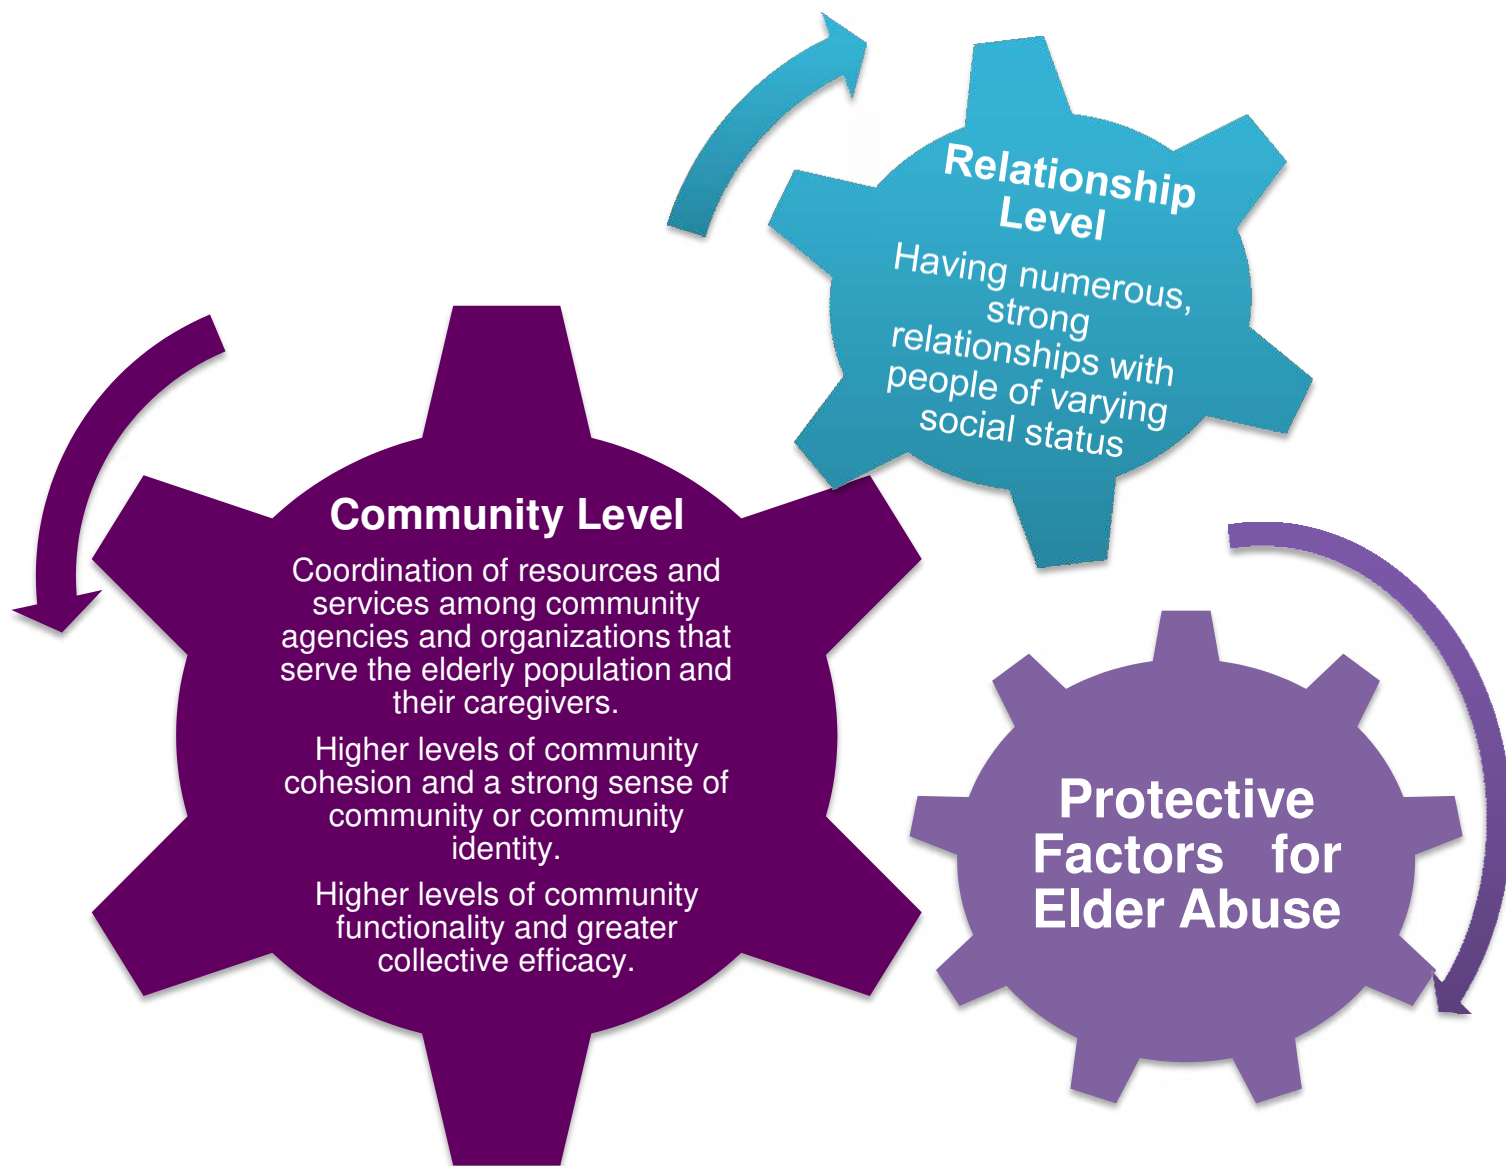 Relationship
Level
Having numerous,
strong
relationships with
people of varying
social status
Community Level
Coordination of resources and
services among community
agencies and organizations that
serve the elderly population and
their caregivers.
Higher levels of community
cohesion and a strong sense of
community or community
identity.
Higher levels of community
functionality and greater
collective efficacy.
Protective
Factors for
Elder Abuse